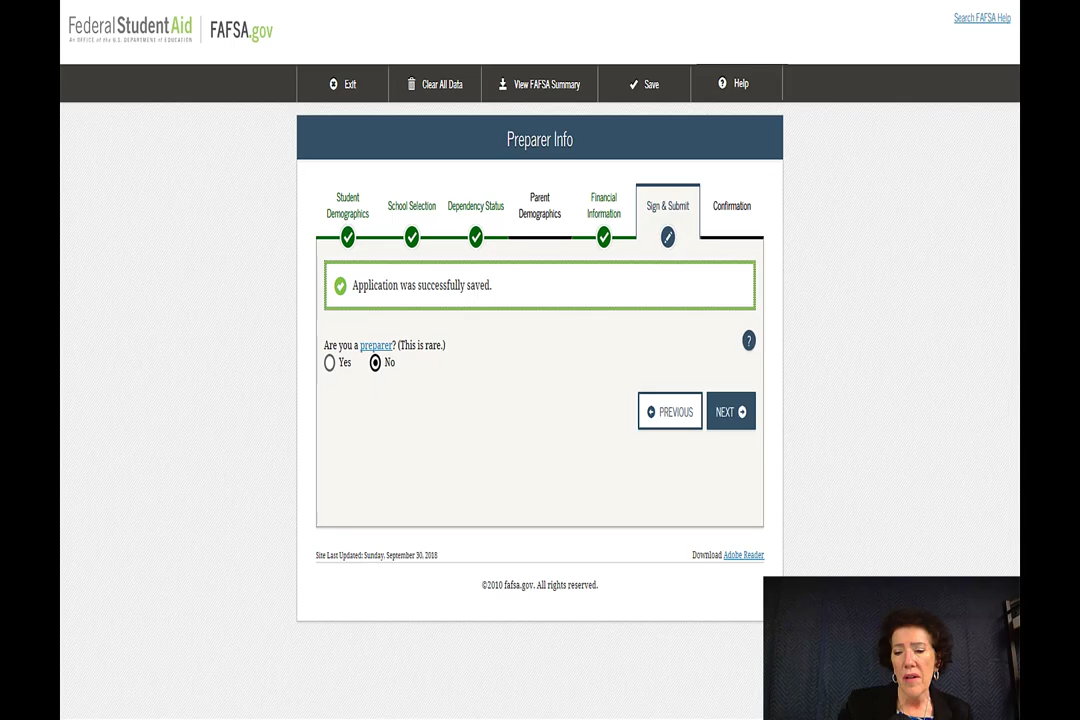 Federal Student Aid
An OFFICE of the U.S. DEPARTMENT of EDUCATION
FAFSA.gov
Search FAFSA Help
Exit
Clear All Data
View FAFSA Summary
Save
Help
Preparer Info
Student
Demographics
School Selection
Dependency Status
Parent
Demographics
Financial
Information
Sign & Submit
Confirmation
Application was successfully saved.
Are you a preparer? (This is rare.)
?
Yes
No
PREVIOUS
NEXT
Site Last Updated: Sunday, September 30, 2018
Download Adobe Reader
©2010 fafsa.gov. All rights reserved.